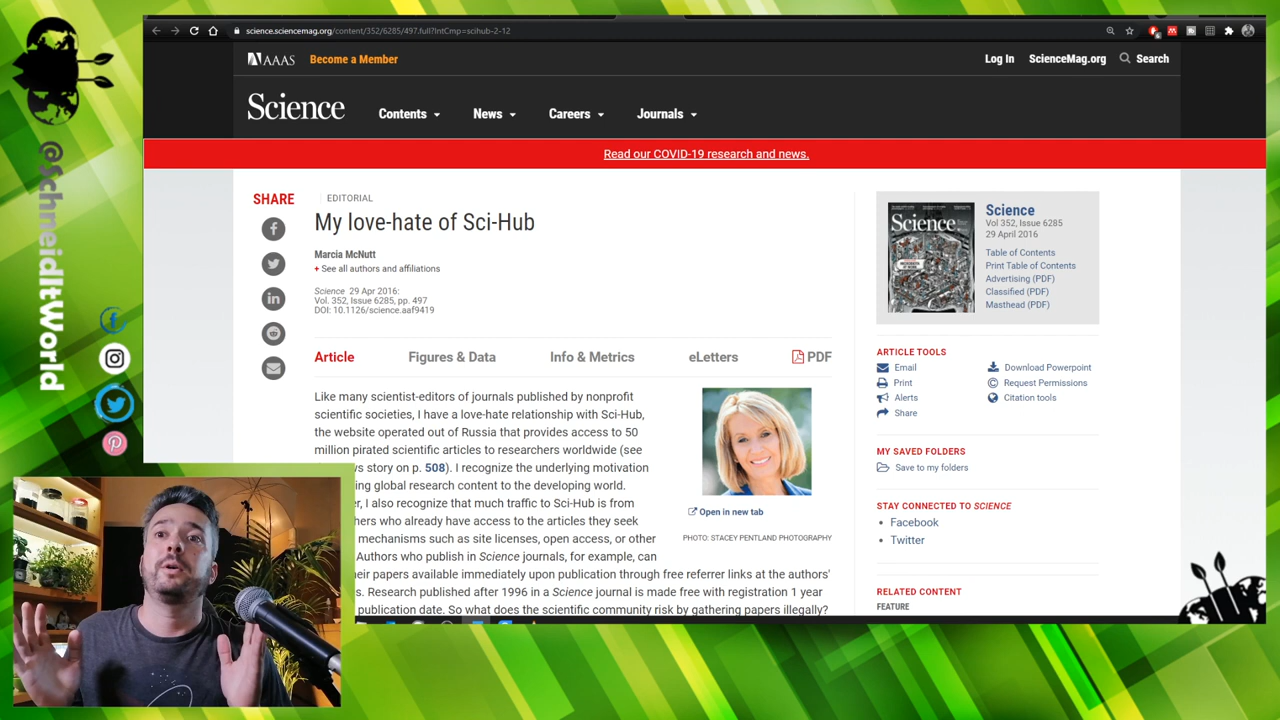 science.sciencemag.org/content/352/6285/497.full?IntCmp=scihub-2-12
AAAS
Become a Member
Log In
ScienceMag.org
Search
Science
Contents
News
Careers
Journals
Read our COVID-19 research and news.
@SchneidItWorld
SHARE
EDITORIAL
My love-hate of Sci-Hub
Marcia McNutt
+ See all authors and affiliations
Science 29 Apr 2016:
Vol. 352, Issue 6285, pp. 497
DOI: 10.1126/science.aaf9419
Article
Figures & Data
Info & Metrics
eLetters
PDF
Like many scientist-editors of journals published by nonprofit
scientific societies, I have a love-hate relationship with Sci-Hub,
the website operated out of Russia that provides access to 50
million pirated scientific articles to researchers worldwide (see
s story on p. 508). I recognize the underlying motivation
ing global research content to the developing world.
r, I also recognize that much traffic to Sci-Hub is from
hers who already have access to the articles they seek
mechanisms such as site licenses, open access, or other
Authors who publish in Science journals, for example, can
eir papers available immediately upon publication through free referrer links at the authors'
s. Research published after 1996 in a Science journal is made free with registration 1 year
publication date. So what does the scientific community risk by gathering papers illegally?
Open in new tab
PHOTO: STACEY PENTLAND PHOTOGRAPHY
Science
Science
Vol 352, Issue 6285
29 April 2016
Table of Contents
Print Table of Contents
Advertising (PDF)
Classified (PDF)
Masthead (PDF)
ARTICLE TOOLS
Email
Download Powerpoint
Print
Request Permissions
Alerts
Citation tools
Share
MY SAVED FOLDERS
Save to my folders
STAY CONNECTED TO SCIENCE
Facebook
Twitter
RELATED CONTENT
FEATURE